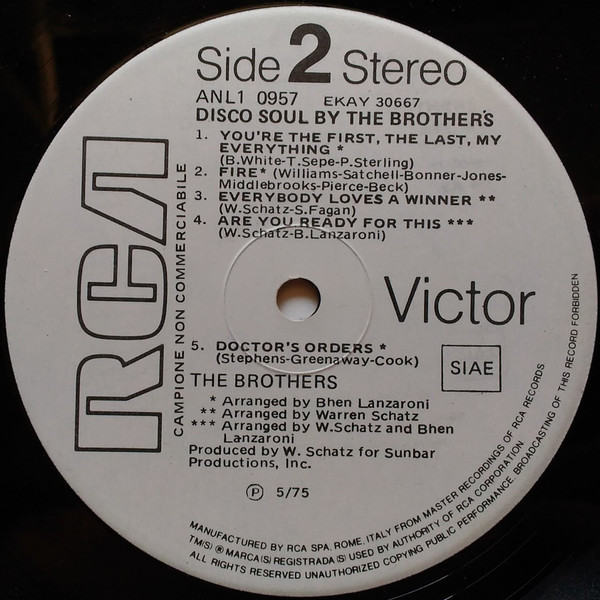 Side 2 Stereo
ANL1 0957 EKAY 30667
DISCO SOUL BY THE BROTHER'S
1. YOU'RE THE FIRST, THE LAST, MY
EVERYTHING *
(B.White-T.Sepe-P.Sterling)
2. FIRE* (Williams-Satchell-Bonner-Jones-
Middlebrooks-Pierce-Beck)
3. EVERYBODY LOVES A WINNER **
(W.Schatz-S.Fagan)
4. ARE YOU READY FOR THIS ***
(W.Schatz-B.Lanzaroni)
RCA
CAMPIONE NON COMMERCIABILE
Victor
5. DOCTOR'S ORDERS *
(Stephens-Greenaway-Cook)
SIAE
THE BROTHERS
* Arranged by Bhen Lanzaroni
** Arranged by Warren Schatz
*** Arranged by W.Schatz and Bhen
Lanzaroni
Produced by W. Schatz for Sunbar
Productions, Inc.
Ⓟ 5/75
MANUFACTURED BY RCA SPA, ROME, ITALY FROM MASTER RECORDINGS OF RCA RECORDS
TM(S) ® MARCA(S) REGISTRADA(S) USED BY AUTHORITY OF RCA CORPORATION
ALL RIGHTS RESERVED UNAUTHORIZED COPYING PUBLIC PERFORMANCE, BROADCASTING OF THIS RECORD FORBIDDEN